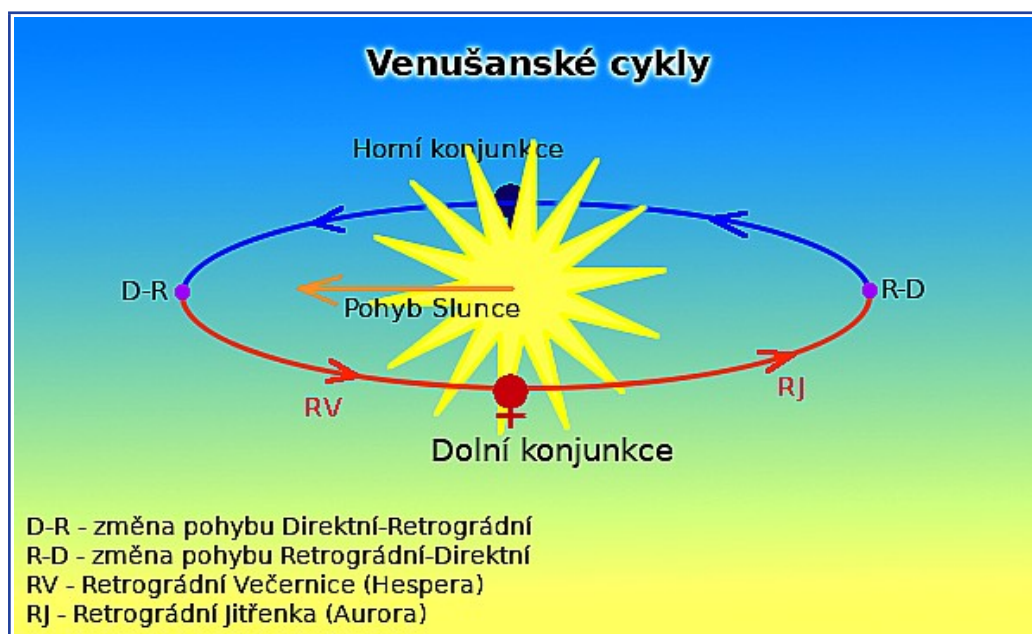 Venušanské cykly
Horní konjunkce
D-R
R-D
Pohyb Slunce
RV
RJ
Dolní konjunkce
D-R - změna pohybu Direktní-Retrográdní
R-D - změna pohybu Retrográdní-Direktní
RV - Retrográdní Večernice (Hespera)
RJ - Retrográdní Jitřenka (Aurora)